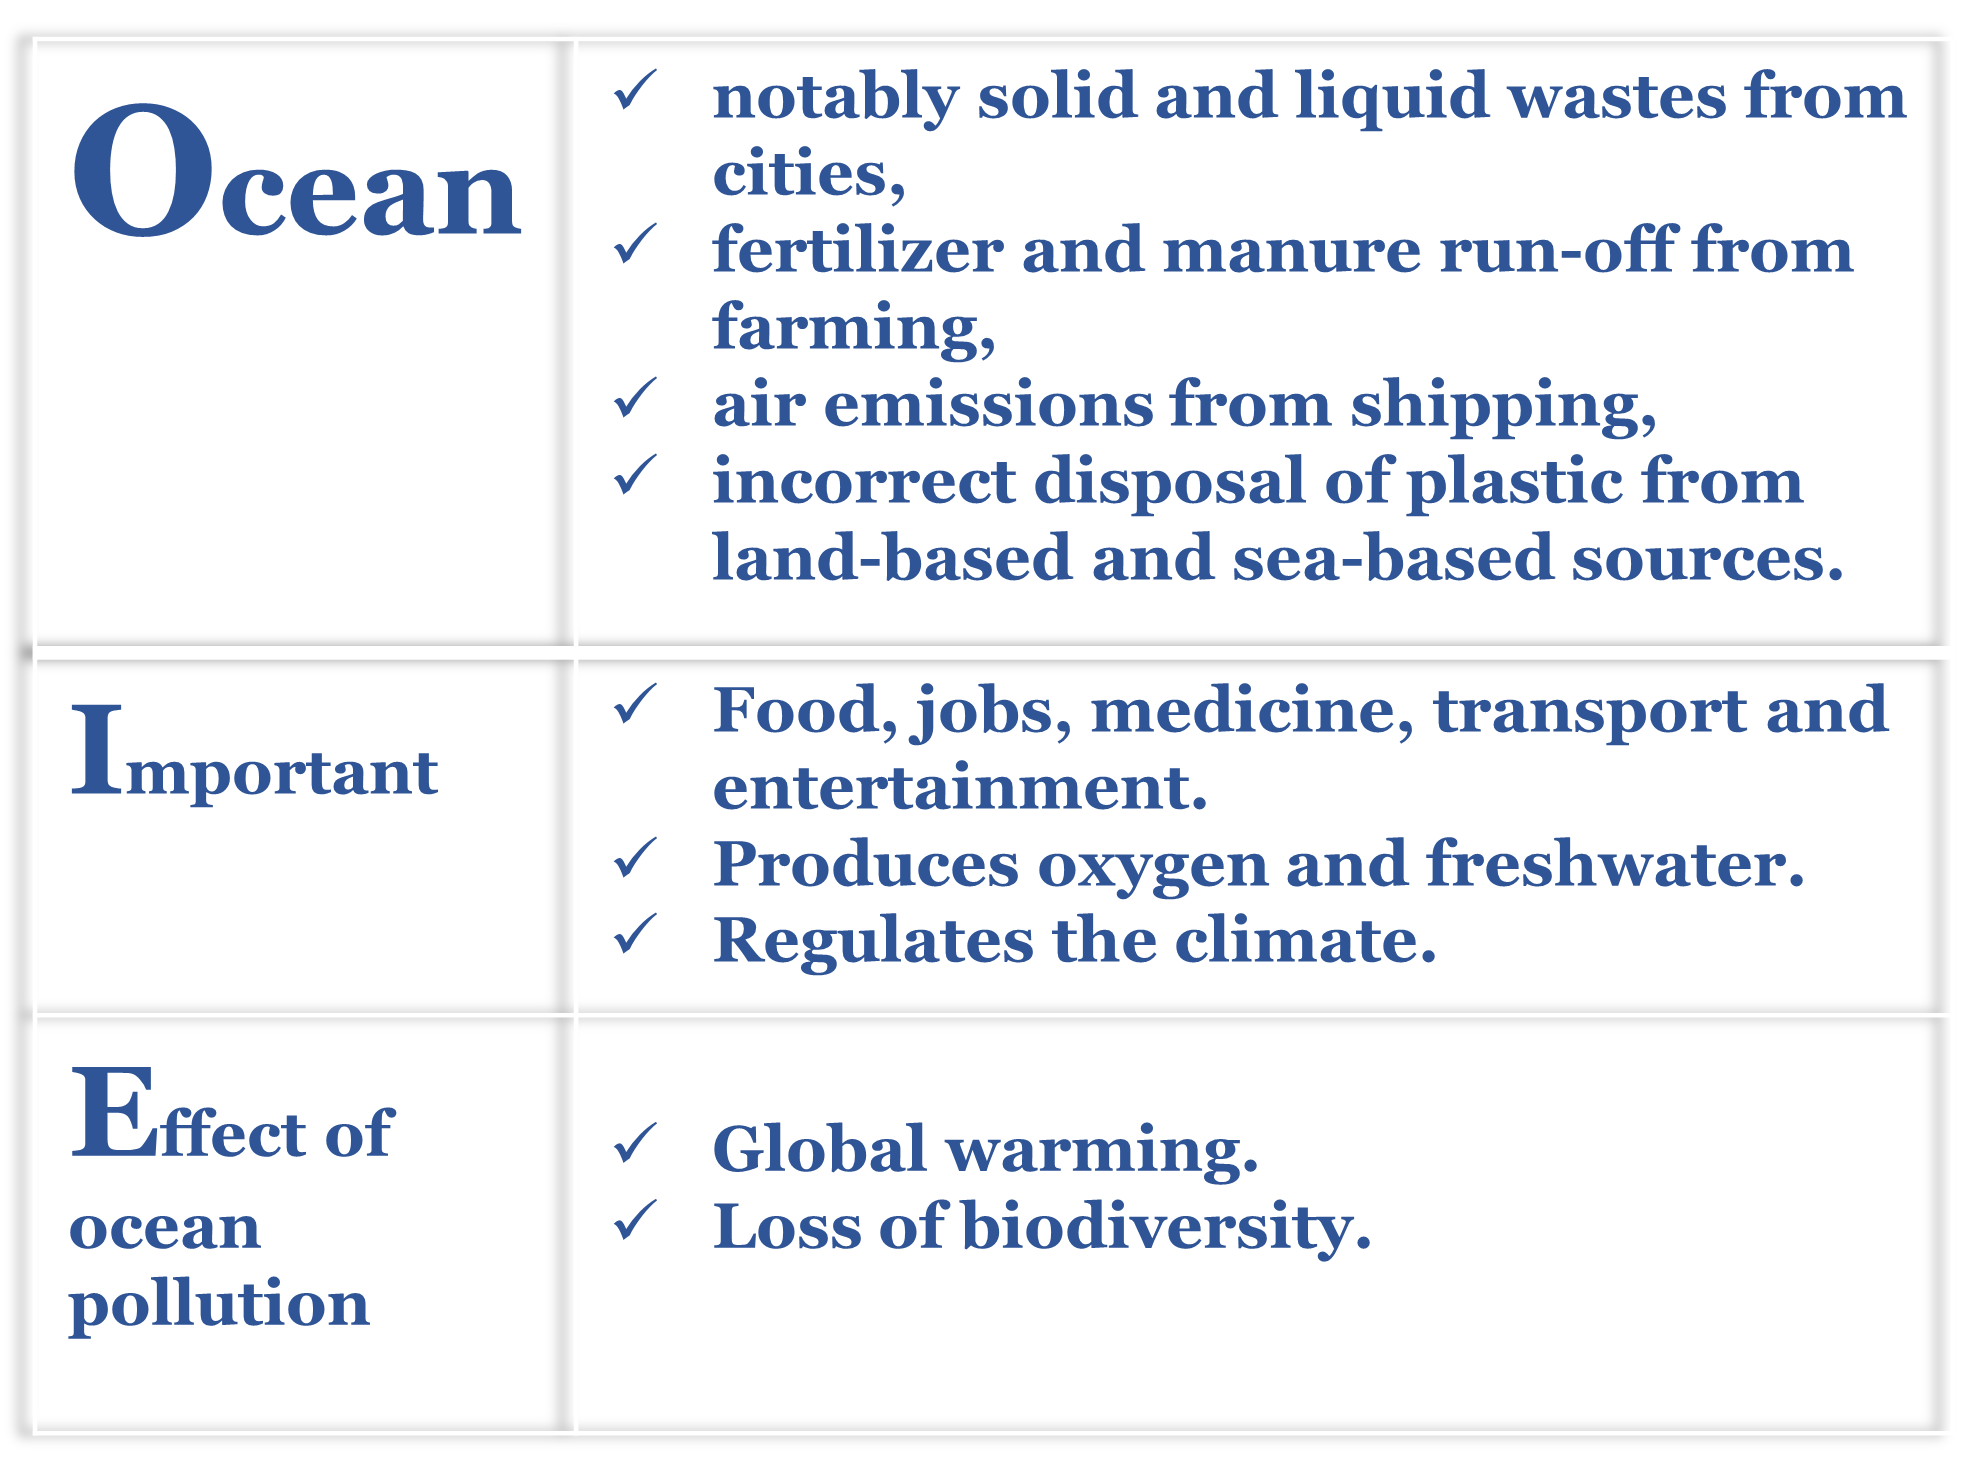 Ocean
✓ notably solid and liquid wastes from
cities,
✓ fertilizer and manure run-off from
farming,
✓ air emissions from shipping,
✓ incorrect disposal of plastic from
land-based and sea-based sources.
Important
✓ Food, jobs, medicine, transport and
entertainment.
✓ Produces oxygen and freshwater.
✓ Regulates the climate.
Effect of
ocean
pollution
✓ Global warming.
✓ Loss of biodiversity.